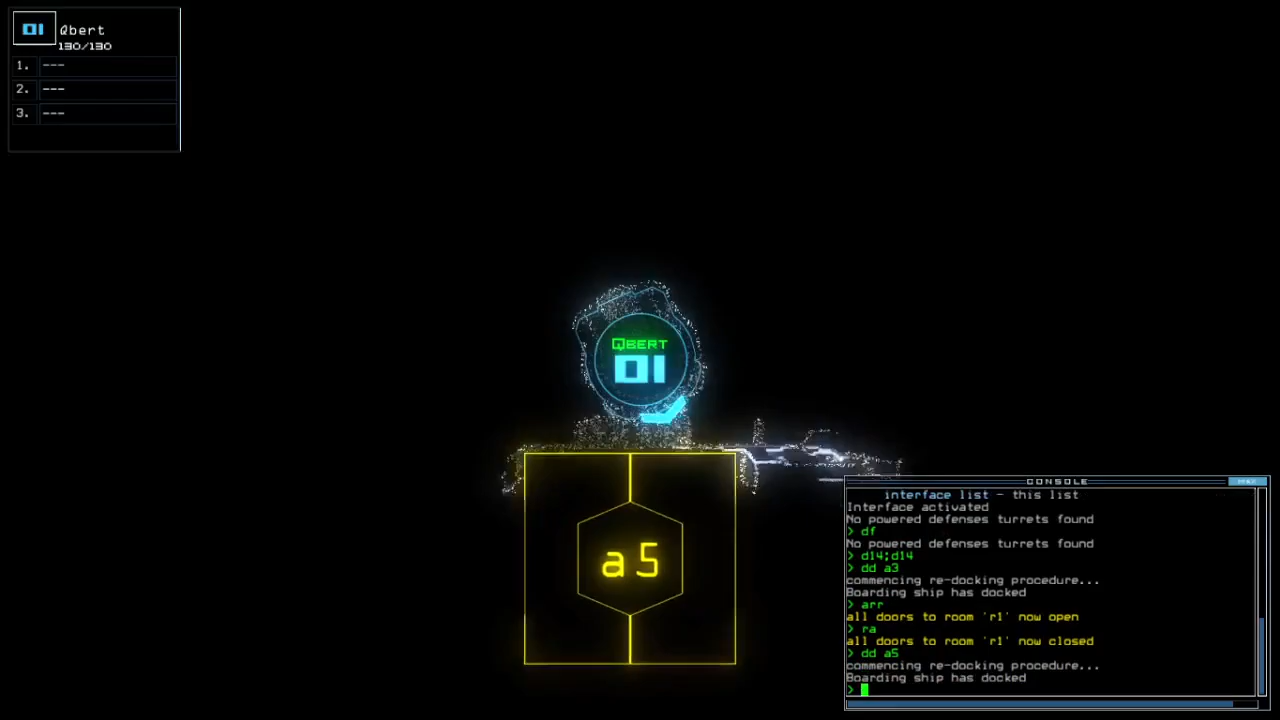 01 Qbert
130/130
1. ---
2. ---
3. ---
QBERT
01
a5
CONSOLE
interface list - this list
Interface activated
No powered defenses turrets found
> df
No powered defenses turrets found
> d14;d14
> dd a3
commencing re-docking procedure...
Boarding ship has docked
> arr
all doors to room 'r1' now open
> ra
all doors to room 'r1' now closed
> dd a5
commencing re-docking procedure...
Boarding ship has docked
>